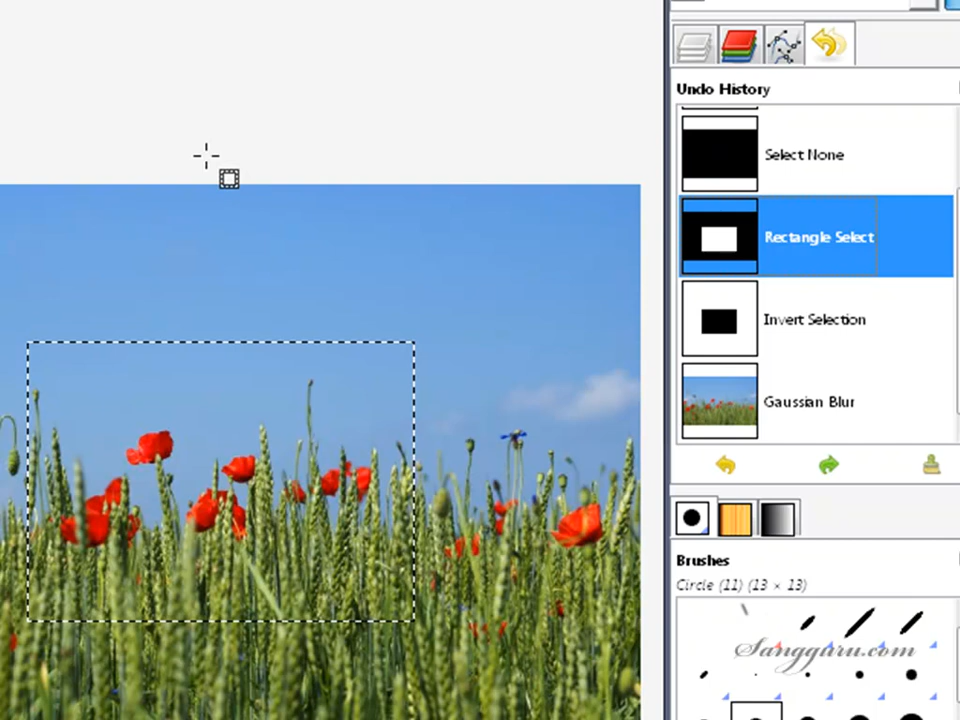 Undo History
Select None
Rectangle Select
Invert Selection
Gaussian Blur
Brushes
Circle (11) (13 × 13)
Sangguru.com